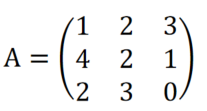 A = (1 2 3
4 2 1
2 3 0)